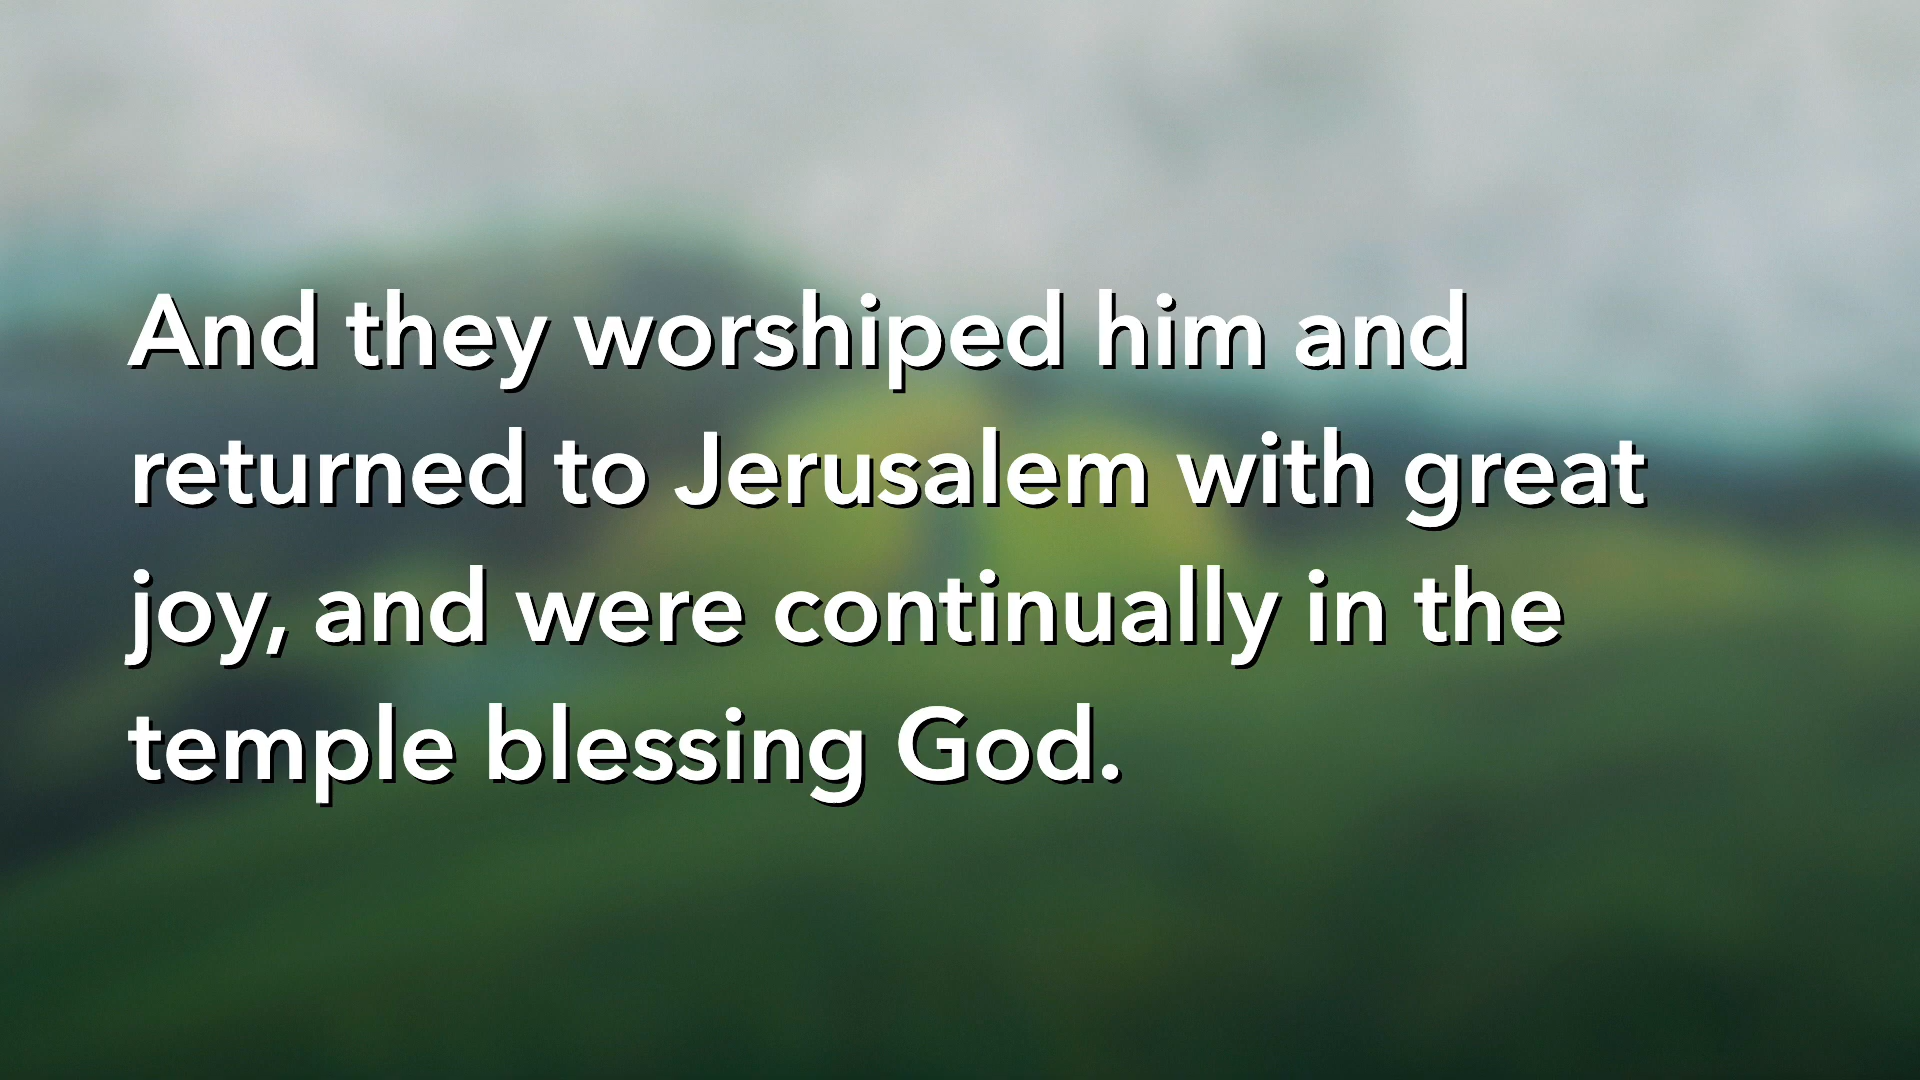 And they worshiped him and
returned to Jerusalem with great
joy, and were continually in the
temple blessing God.